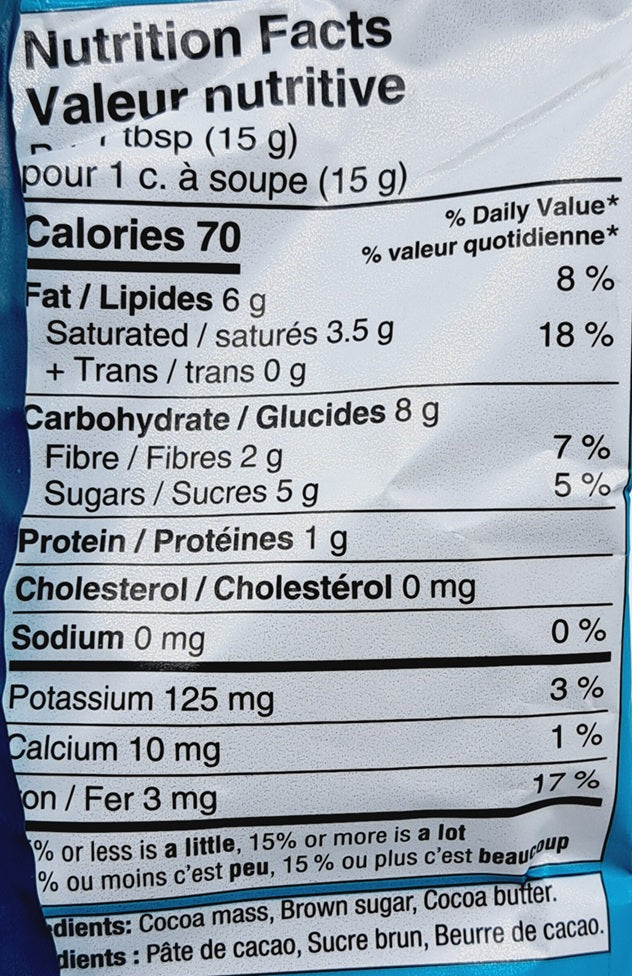 Nutrition Facts
Valeur nutritive
tbsp (15 g)
pour 1 c. à soupe (15 g)
Calories 70
% Daily Value*
% valeur quotidienne*
Fat / Lipides 6 g 8 %
Saturated / saturés 3.5 g
+ Trans / trans 0 g 18 %
Carbohydrate / Glucides 8 g
Fibre / Fibres 2 g 7 %
Sugars / Sucres 5 g 5 %
Protein / Protéines 1 g
Cholesterol / Cholestérol 0 mg
Sodium 0 mg 0 %
Potassium 125 mg 3 %
Calcium 10 mg 1 %
on / Fer 3 mg 17 %
% or less is a little, 15% or more is a lot
% ou moins c'est peu, 15 % ou plus c'est beaucoup
dients: Cocoa mass, Brown sugar, Cocoa butter.
dients : Pâte de cacao, Sucre brun, Beurre de cacao.